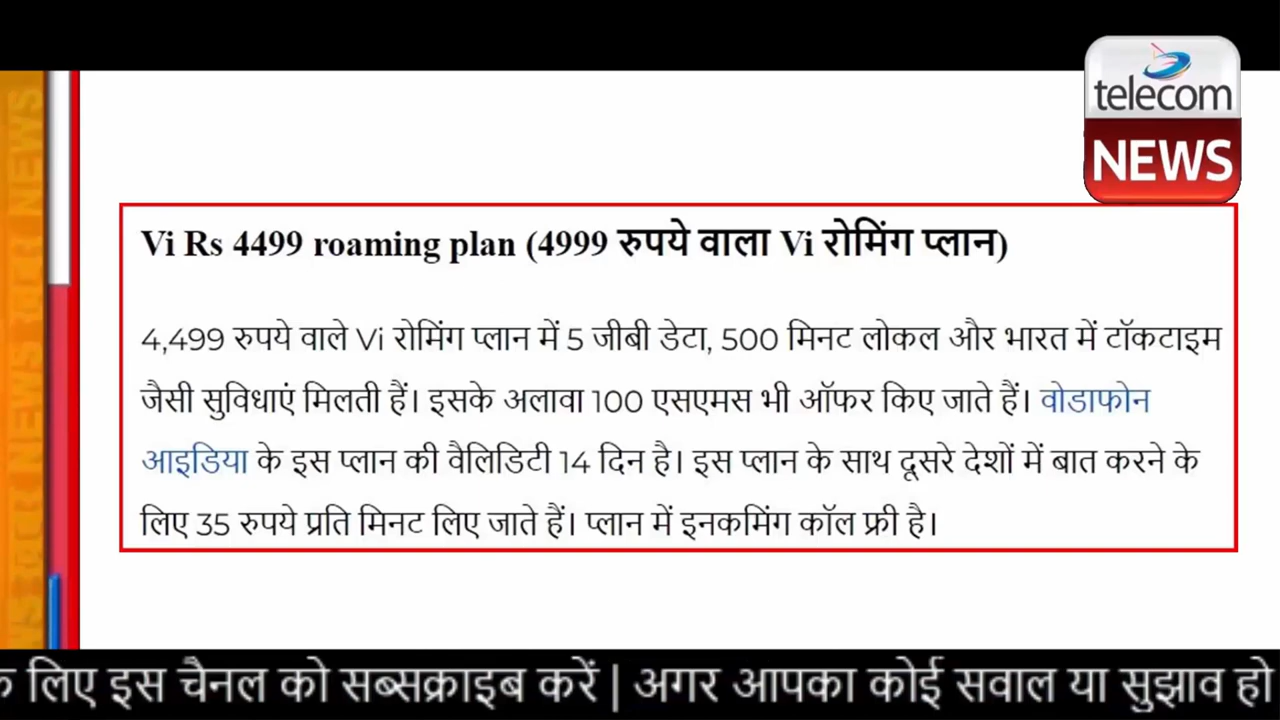 telecom
NEWS
Vi Rs 4499 roaming plan (4999 रुपये वाला Vi रोमिंग प्लान)
4,499 रुपये वाले Vi रोमिंग प्लान में 5 जीबी डेटा, 500 मिनट लोकल और भारत में टॉकटाइम
जैसी सुविधाएं मिलती हैं। इसके अलावा 100 एसएमस भी ऑफर किए जाते हैं। वोडाफोन
आइडिया के इस प्लान की वैलिडिटी 14 दिन है। इस प्लान के साथ दूसरे देशों में बात करने के
लिए 35 रुपये प्रति मिनट लिए जाते हैं। प्लान में इनकमिंग कॉल फ्री है।
लिए इस चैनल को सब्सक्राइब करें | अगर आपका कोई सवाल या सुझाव हो